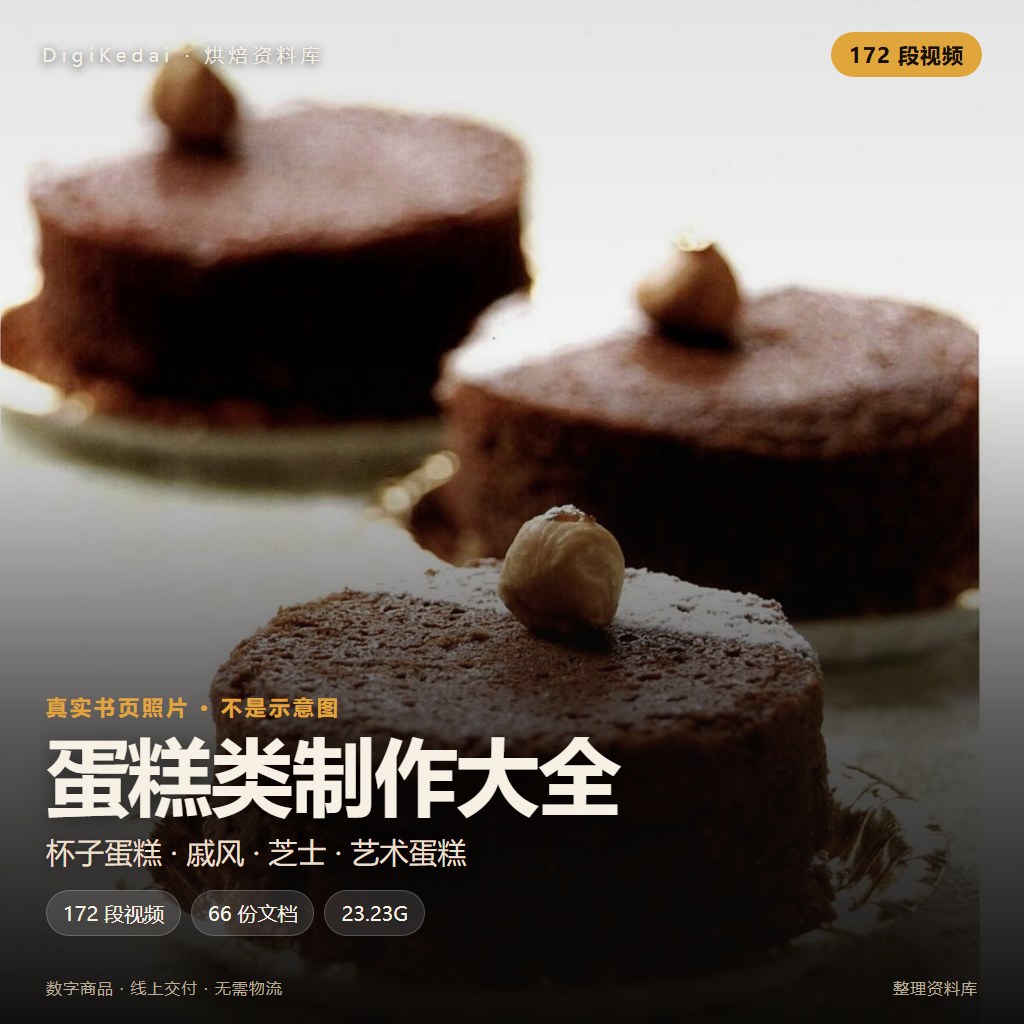 DigiKedai · 烘焙资料库
172 段视频
真实书页照片 · 不是示意图
蛋糕类制作大全
杯子蛋糕 · 戚风 · 芝士 · 艺术蛋糕
172 段视频
66 份文档
23.23G
数字商品 · 线上交付 · 无需物流
整理资料库